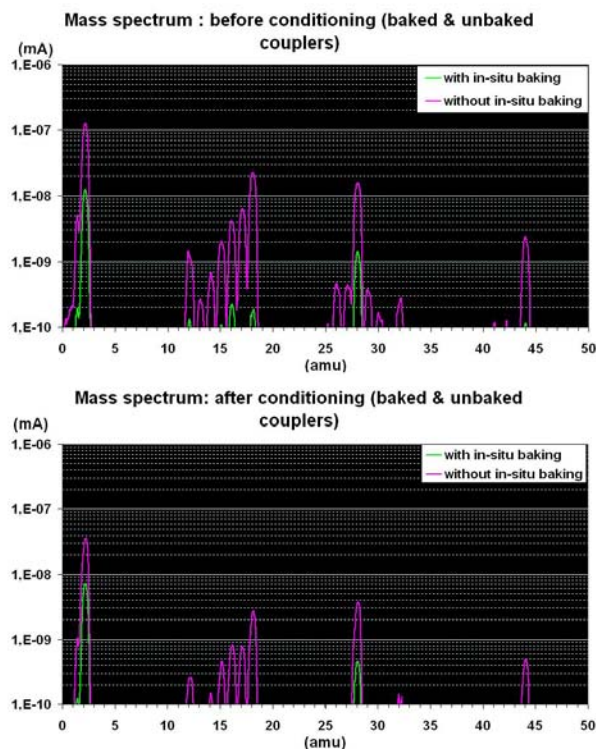 Mass spectrum : before conditioning (baked & unbaked
couplers)
(mA)
1,E-06
1,E-07
1,E-08
1,E-09
1,E-10
with in-situ baking
without in-situ baking
0 5 10 15 20 25 30 35 40 45 50
(amu)
Mass spectrum: after conditioning (baked & unbaked
couplers)
(mA)
1,E-06
1,E-07
1,E-08
1,E-09
1,E-10
with in-situ baking
without in-situ baking
0 5 10 15 20 25 30 35 40 45 50
(amu)